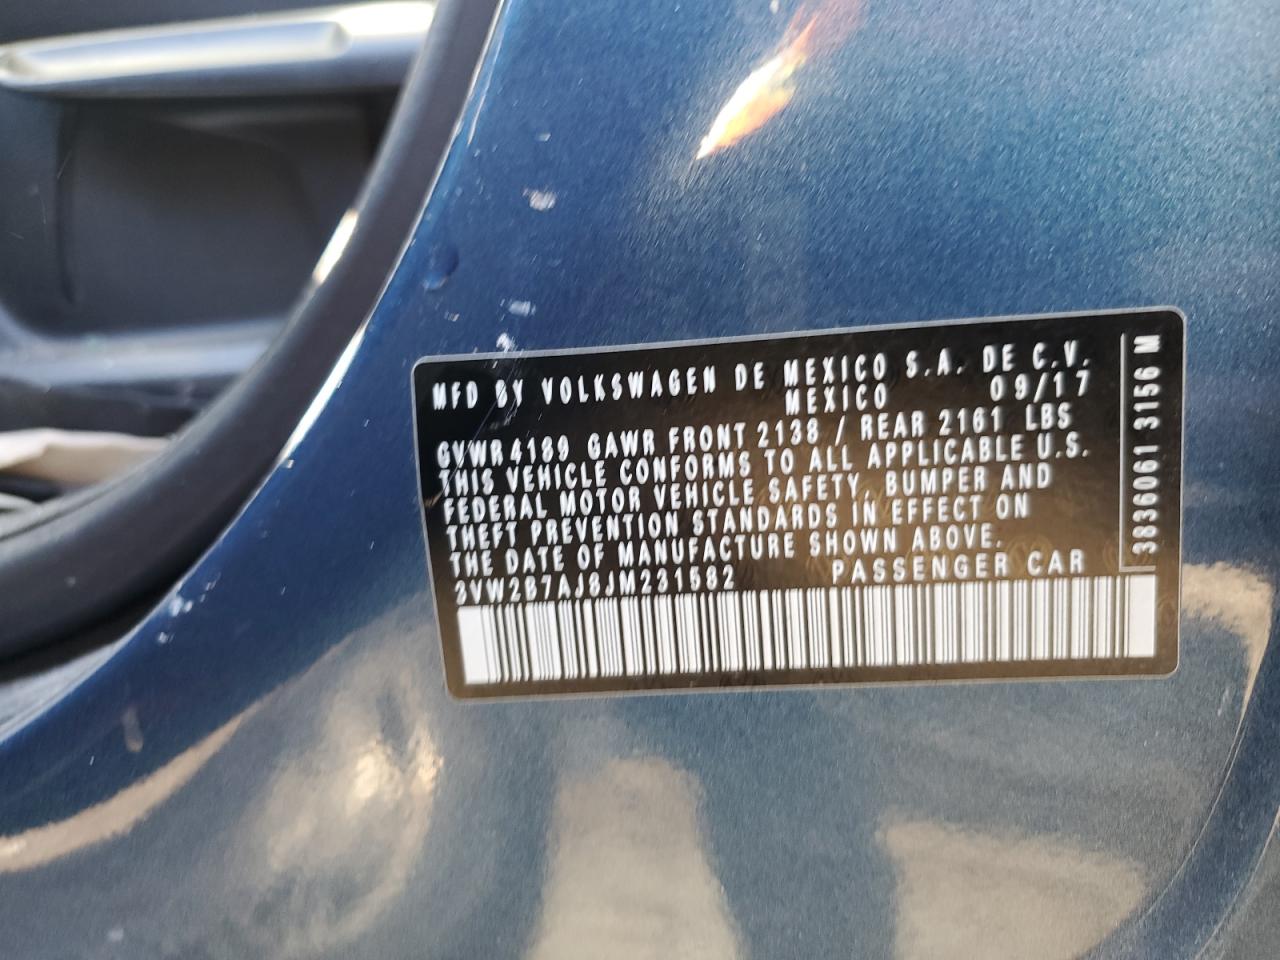 MFD BY VOLKSWAGEN DE MEXICO S.A. DE C.V.
MEXICO 09/17
GVWR 4189 GAWR FRONT 2138 / REAR 2161 LBS
THIS VEHICLE CONFORMS TO ALL APPLICABLE U.S.
FEDERAL MOTOR VEHICLE SAFETY, BUMPER AND
THEFT PREVENTION STANDARDS IN EFFECT ON
THE DATE OF MANUFACTURE SHOWN ABOVE.
3VW2B7AJ8JM231582 PASSENGER CAR
3836061 3156 M